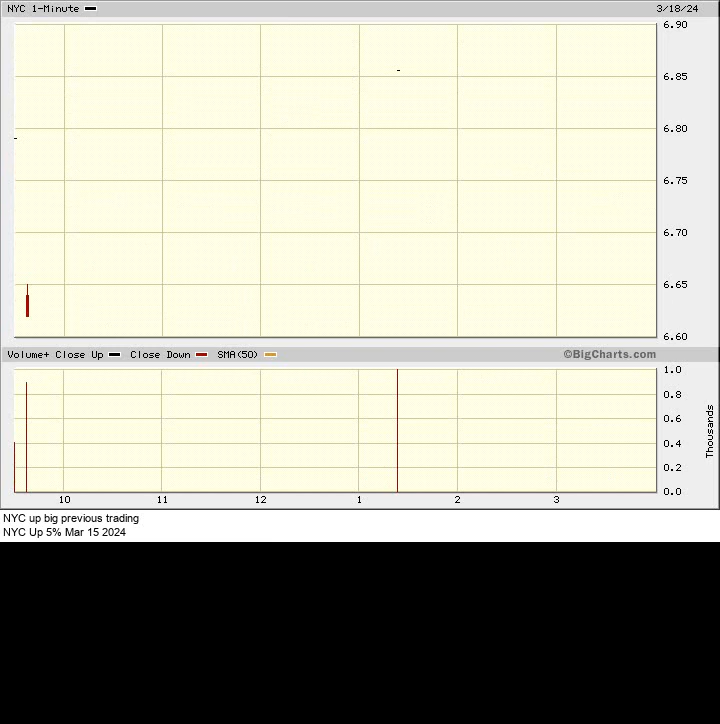 NYC 1-Minute 3/18/24
6.90
6.85
6.80
6.75
6.70
6.65
6.60
Volume+ Close Up Close Down SMA(50) ©BigCharts.com
1.0
0.8
0.6
0.4
0.2
0.0
Thousands
10 11 12 1 2 3
NYC up big previous trading
NYC Up 5% Mar 15 2024